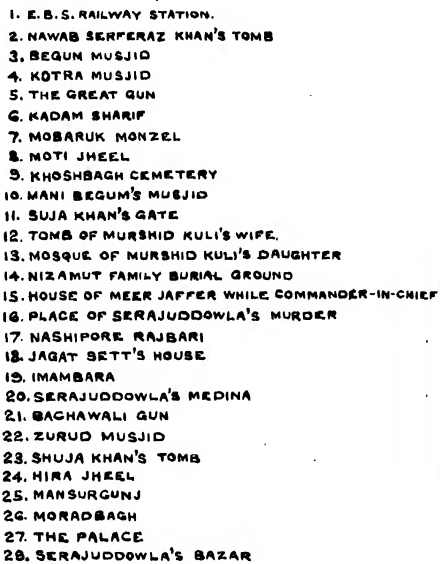 1. E.B.S. RAILWAY STATION.
2. NAWAB SERFERAZ KHAN'S TOMB
3. BEGUM MUSJID
4. KOTRA MUSJID
5. THE GREAT GUN
6. KADAM SHARIF
7. MOBARUK MONZEL
8. MOTI JHEEL
9. KHOSHBAGH CEMETERY
10. MANI BEGUM'S MUSJID
11. SUJA KHAN'S GATE
12. TOMB OF MURSHID KULI'S WIFE.
13. MOSQUE OF MURSHID KULI'S DAUGHTER
14. NIZAMUT FAMILY BURIAL GROUND
15. HOUSE OF MEER JAFFER WHILE COMMANDER-IN-CHIEF
16. PLACE OF SERAJUDDOWLA'S MURDER
17. NASHIPORE RAJBARI
18. JAGAT SETT'S HOUSE
19. IMAMBARA
20. SERAJUDDOWLA'S MEDINA
21. BACHAWALI GUN
22. ZURUD MUSJID
23. SHUJA KHAN'S TOMB
24. HIRA JHEEL
25. MANSURGUNJ
26. MORADBAGH
27. THE PALACE
28. SERAJUDDOWLA'S BAZAR